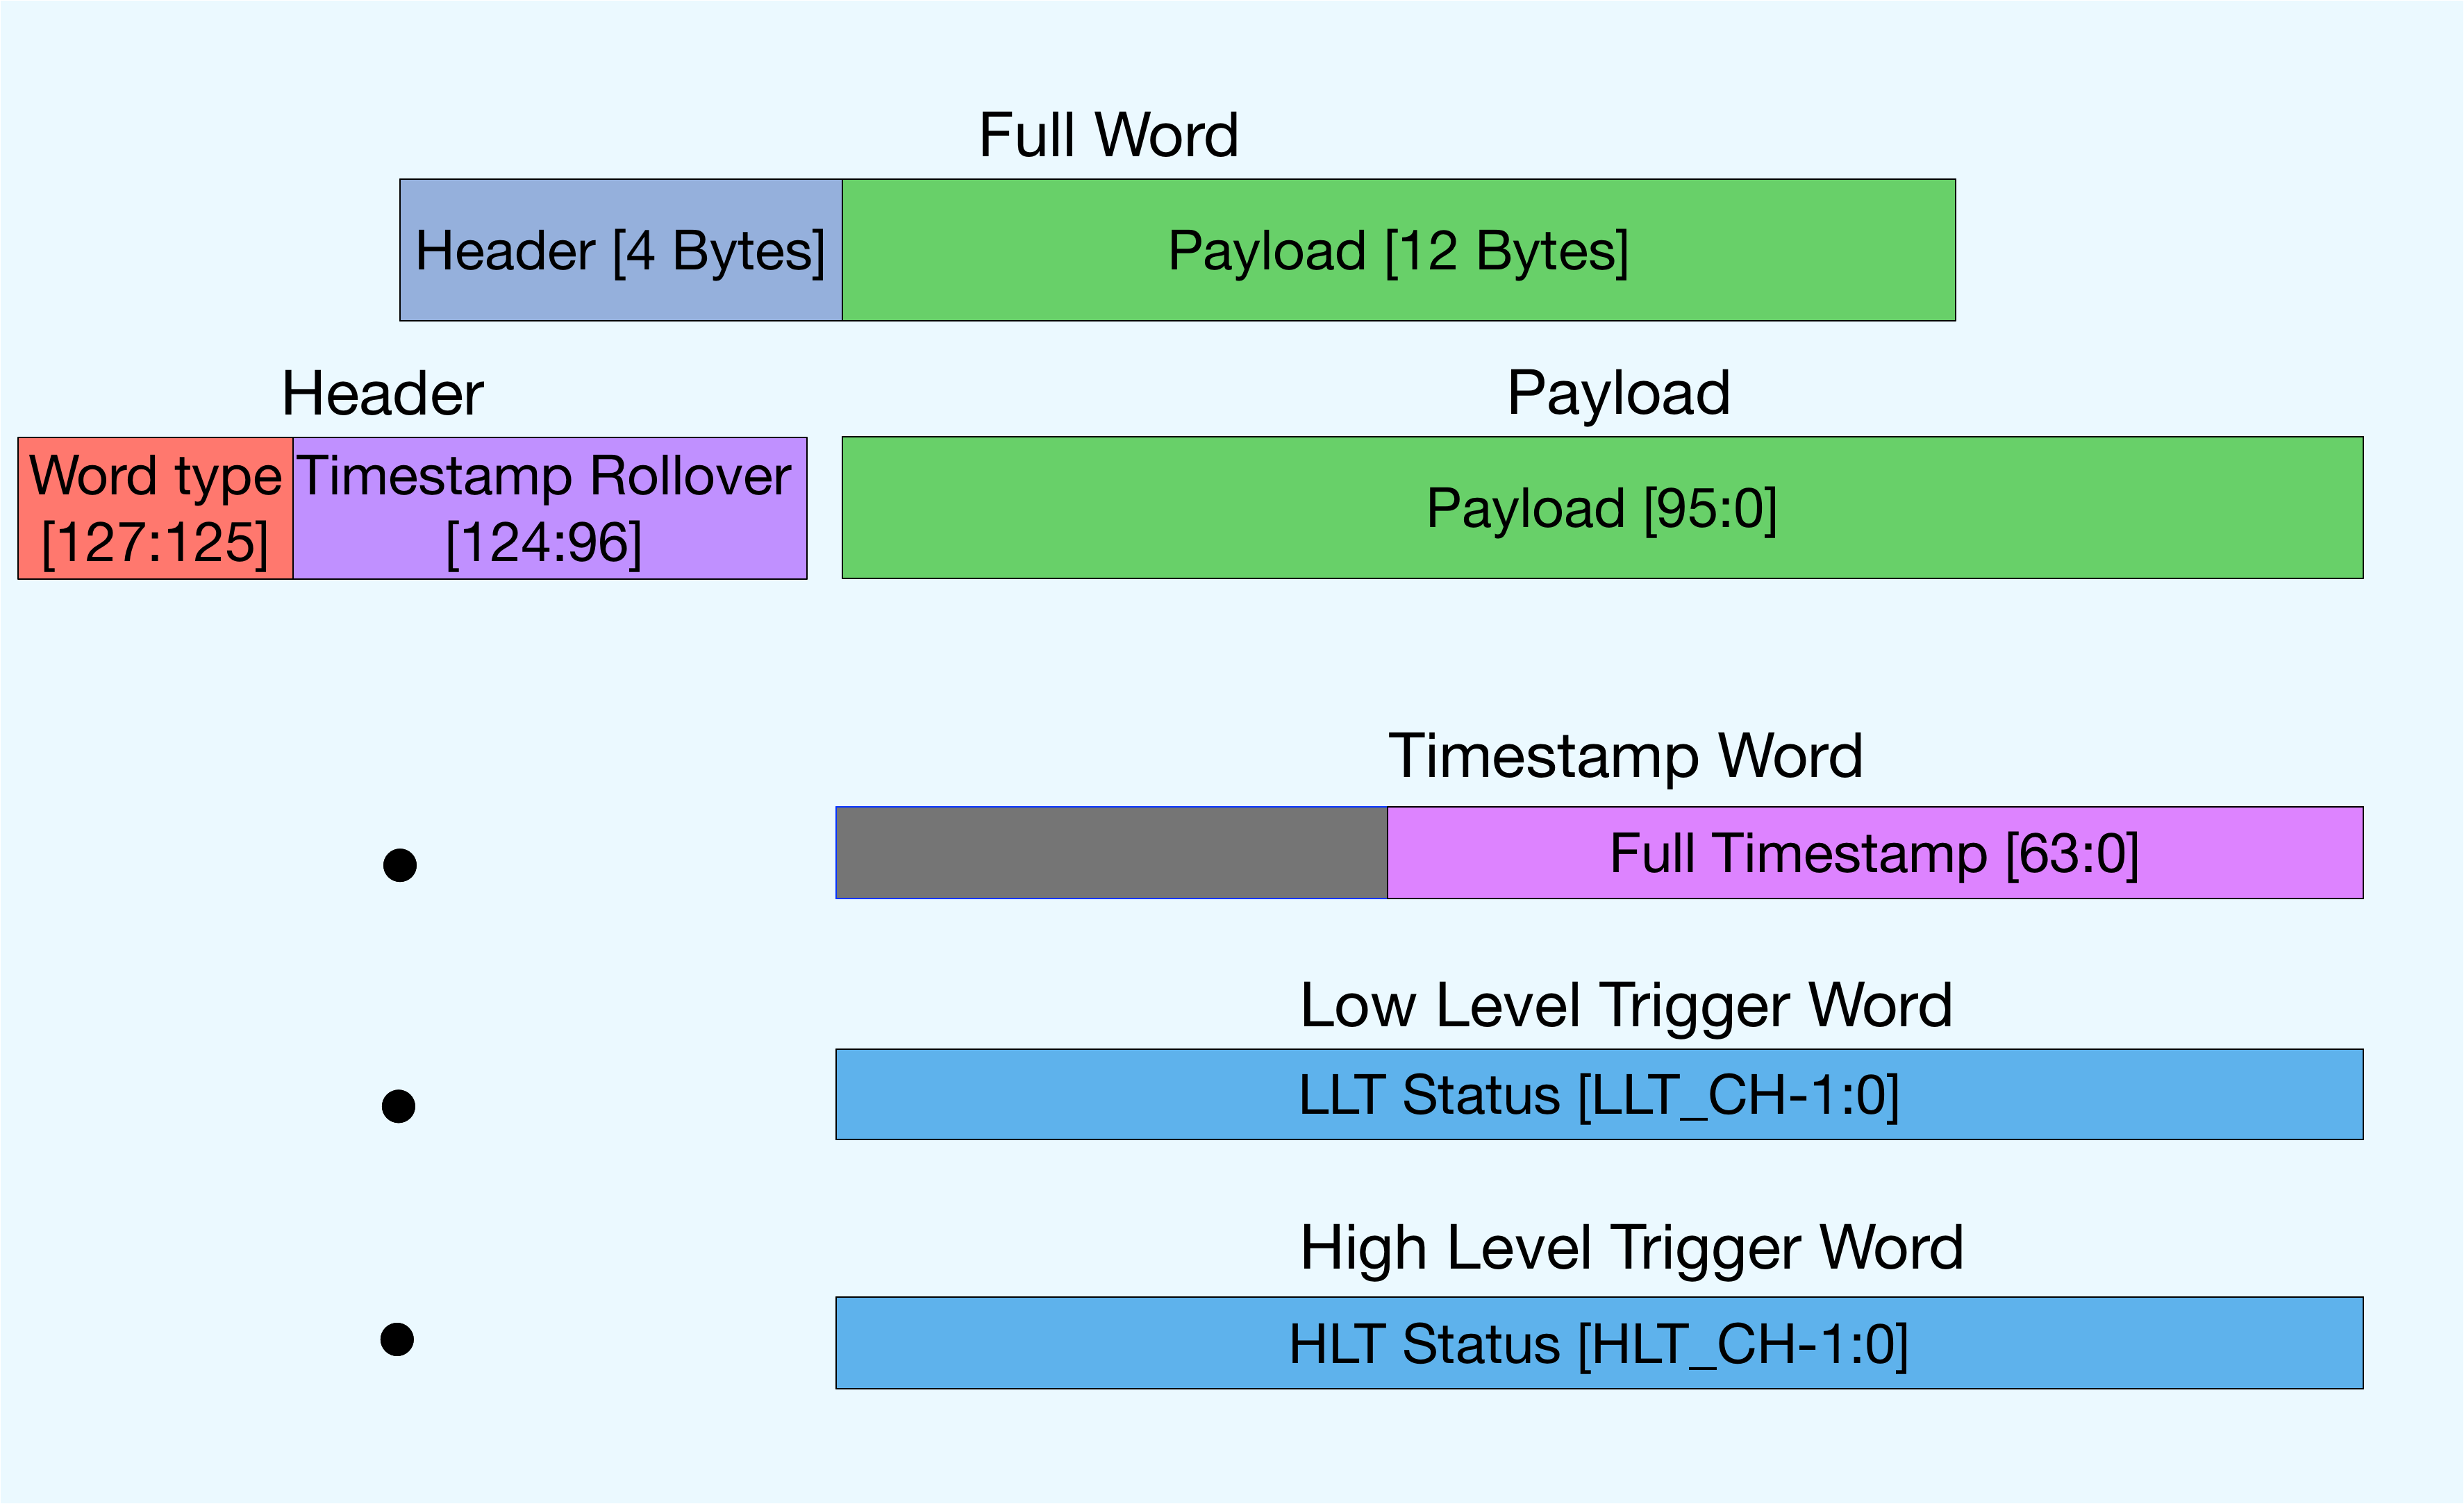 Full Word
Header [4 Bytes]
Payload [12 Bytes]
Header
Payload
Word type
[127:125]
Timestamp Rollover
[124:96]
Payload [95:0]
Timestamp Word
Full Timestamp [63:0]
Low Level Trigger Word
LLT Status [LLT_CH-1:0]
High Level Trigger Word
HLT Status [HLT_CH-1:0]